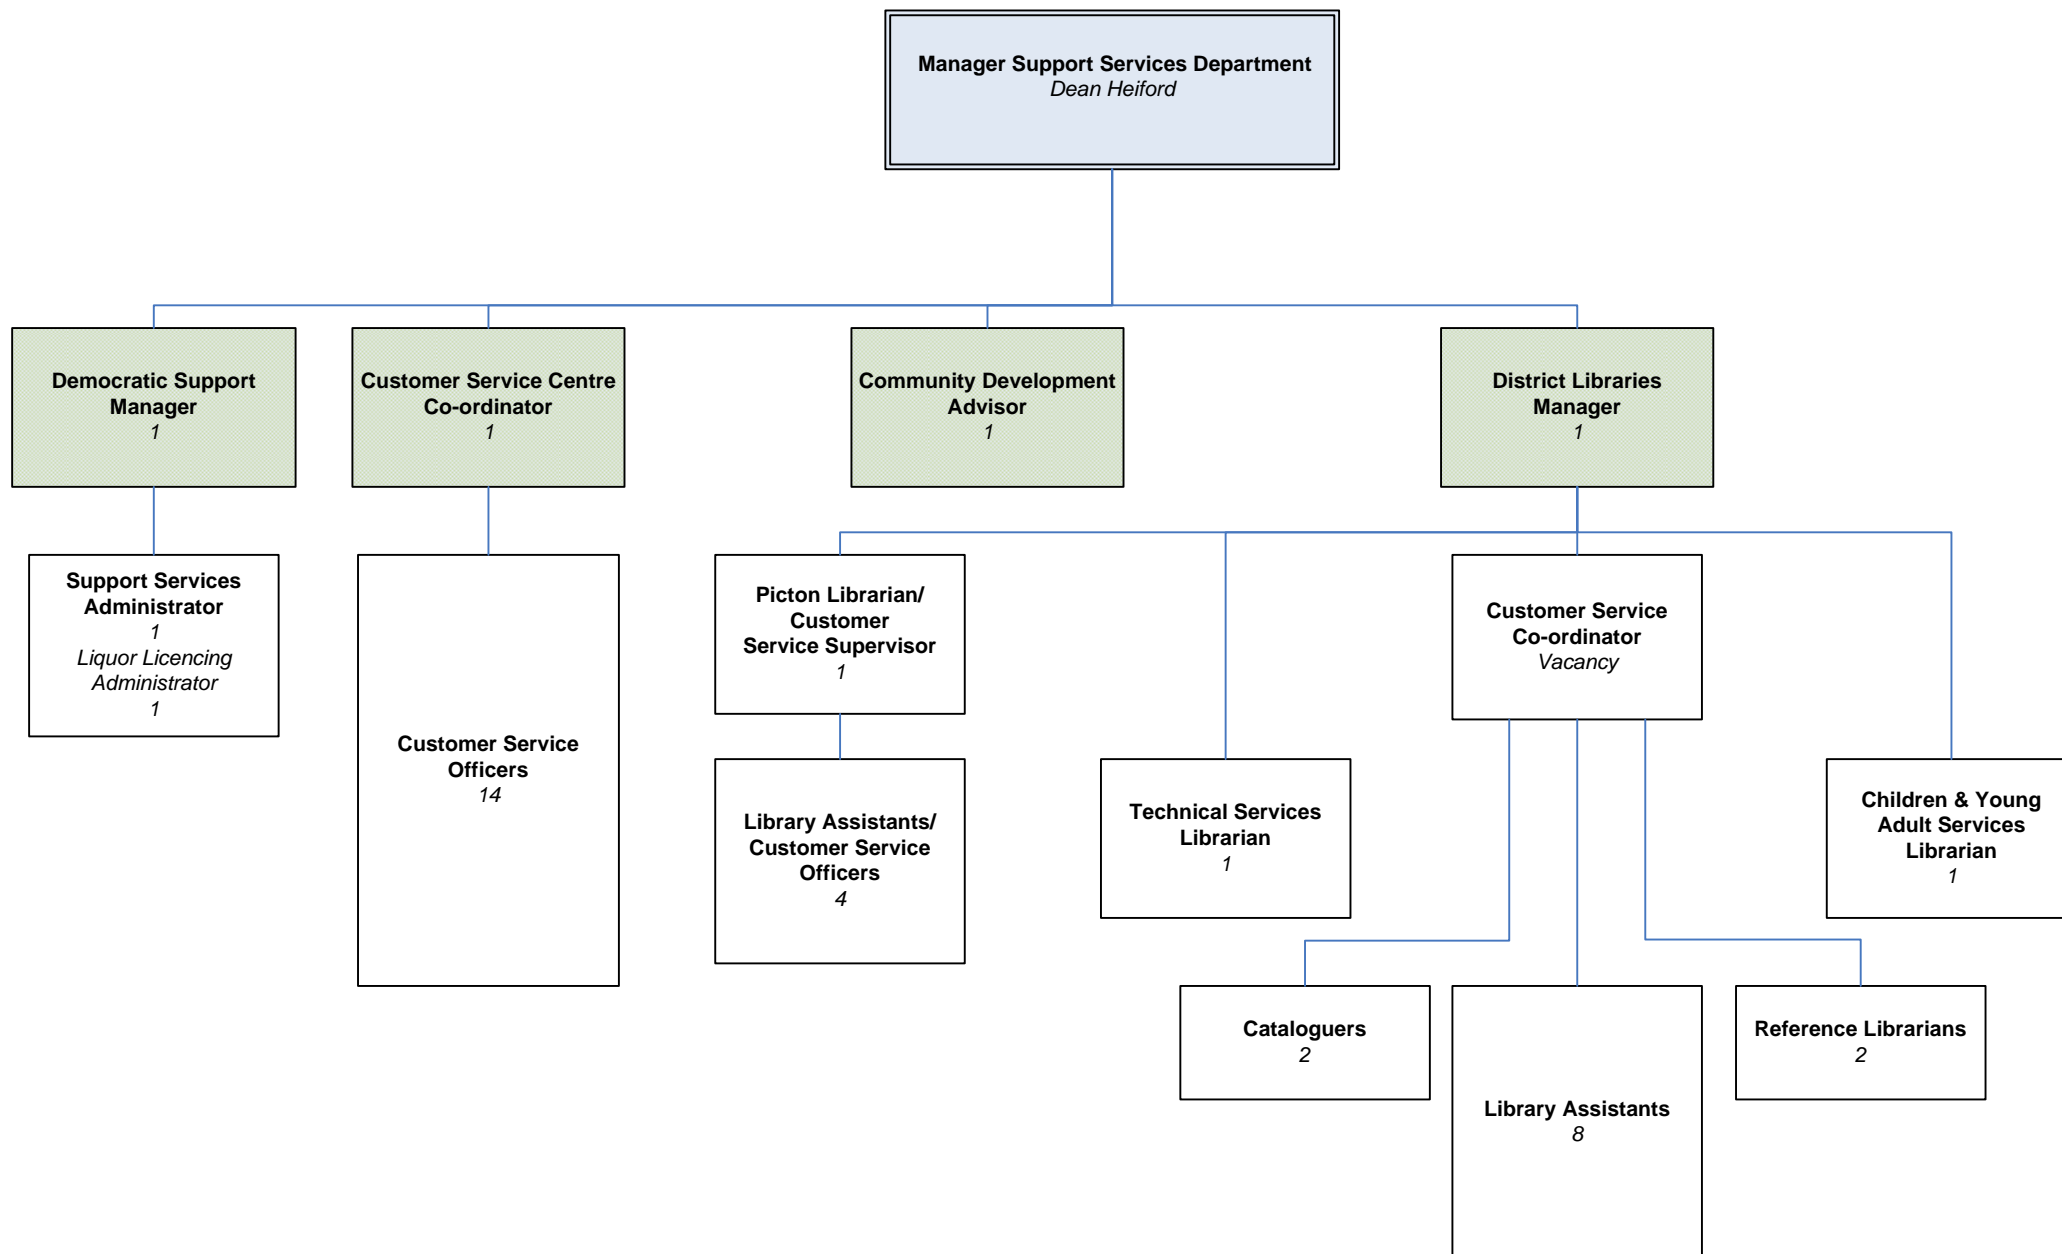 Manager Support Services Department
Dean Heiford
Democratic Support
Manager
1
Customer Service Centre
Co-ordinator
1
Community Development
Advisor
1
District Libraries
Manager
1
Support Services
Administrator
1
Liquor Licencing
Administrator
1
Customer Service
Officers
14
Picton Librarian/
Customer
Service Supervisor
1
Customer Service
Co-ordinator
Vacancy
Library Assistants/
Customer Service
Officers
4
Technical Services
Librarian
1
Children & Young
Adult Services
Librarian
1
Cataloguers
2
Library Assistants
8
Reference Librarians
2